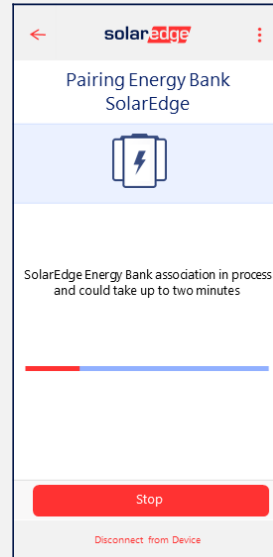 solaredge
Pairing Energy Bank
SolarEdge
SolarEdge Energy Bank association in process
and could take up to two minutes
Stop
Disconnect from Device